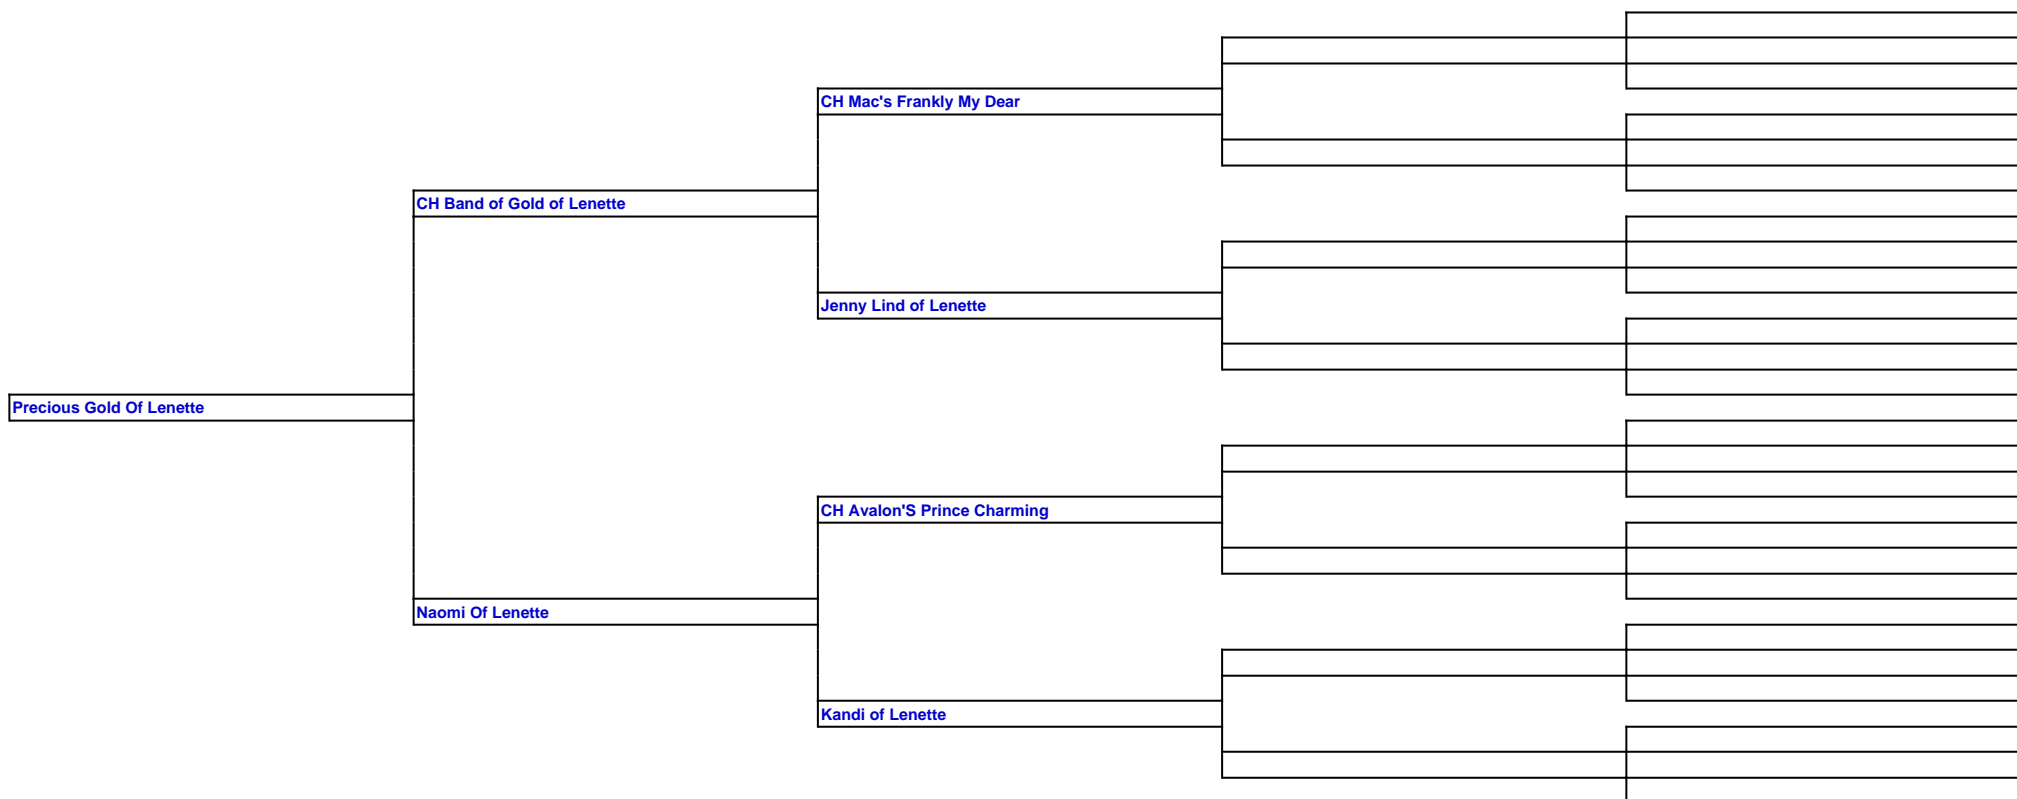 CH Mac's Frankly My Dear
CH Band of Gold of Lenette
Jenny Lind of Lenette
Precious Gold Of Lenette
CH Avalon'S Prince Charming
Naomi Of Lenette
Kandi of Lenette